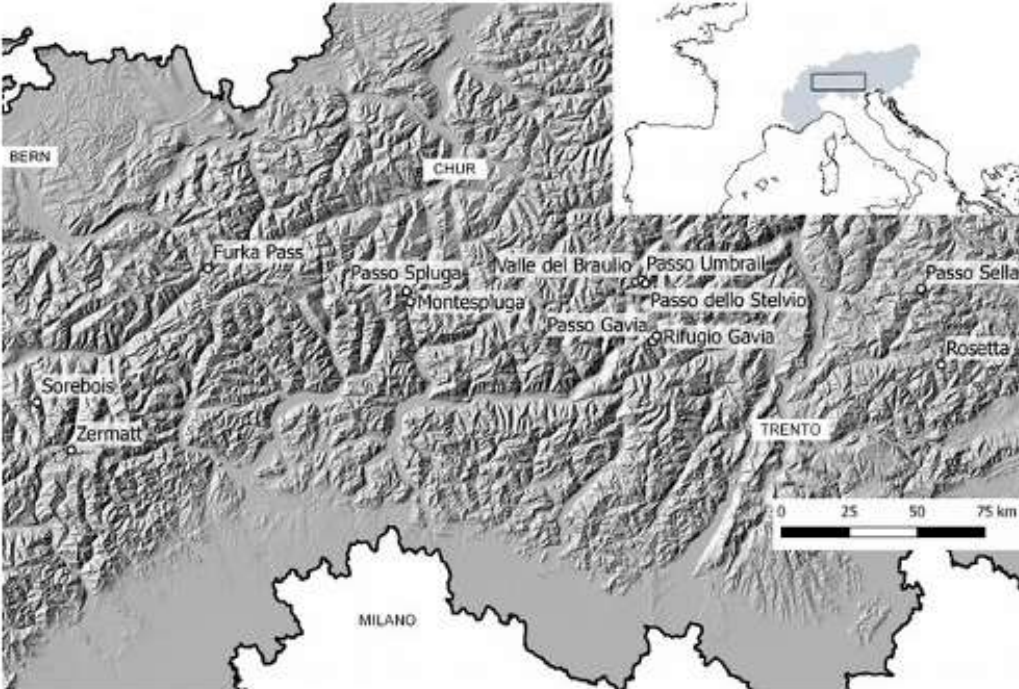 BERN
CHUR
Furka Pass
Passo Spluga
Montespluga
Valle del Braulio
Passo Umbrail
Passo dello Stelvio
Passo Gavia
Rifugio Gavia
Passo Sella
Rosetta
Sorebois
Zermatt
TRENTO
0 25 50 75 km
MILANO